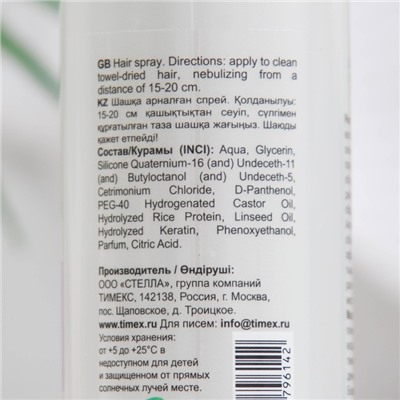 GB Hair spray. Directions: apply to clean
towel-dried hair, nebulizing from a
distance of 15-20 cm.
KZ Шашқа арналған спрей. Қолданылуы:
15-20 см қашықтықтан сеуіп, сүлгімен
құрғатылған таза шашқа жағыңыз. Шаюды
қажет етпейді!
Состав/Құрамы (INCI): Aqua, Glycerin,
Silicone Quaternium-16 (and) Undeceth-11
(and) Butyloctanol (and) Undeceth-5,
Cetrimonium Chloride, D-Panthenol,
PEG-40 Hydrogenated Castor Oil,
Hydrolyzed Rice Protein, Linseed Oil,
Hydrolyzed Keratin, Phenoxyethanol,
Parfum, Citric Acid.
Производитель / Өндіруші:
ООО «СТЕЛЛА», группа компаний
ТИМЕКС, 142138, Россия, г. Москва,
пос. Щаповское, д. Троицкое.
www.timex.ru Для писем: info@timex.ru
Условия хранения:
от +5 до +25°C в
недоступном для детей
и защищенном от прямых
солнечных лучей месте.
796142